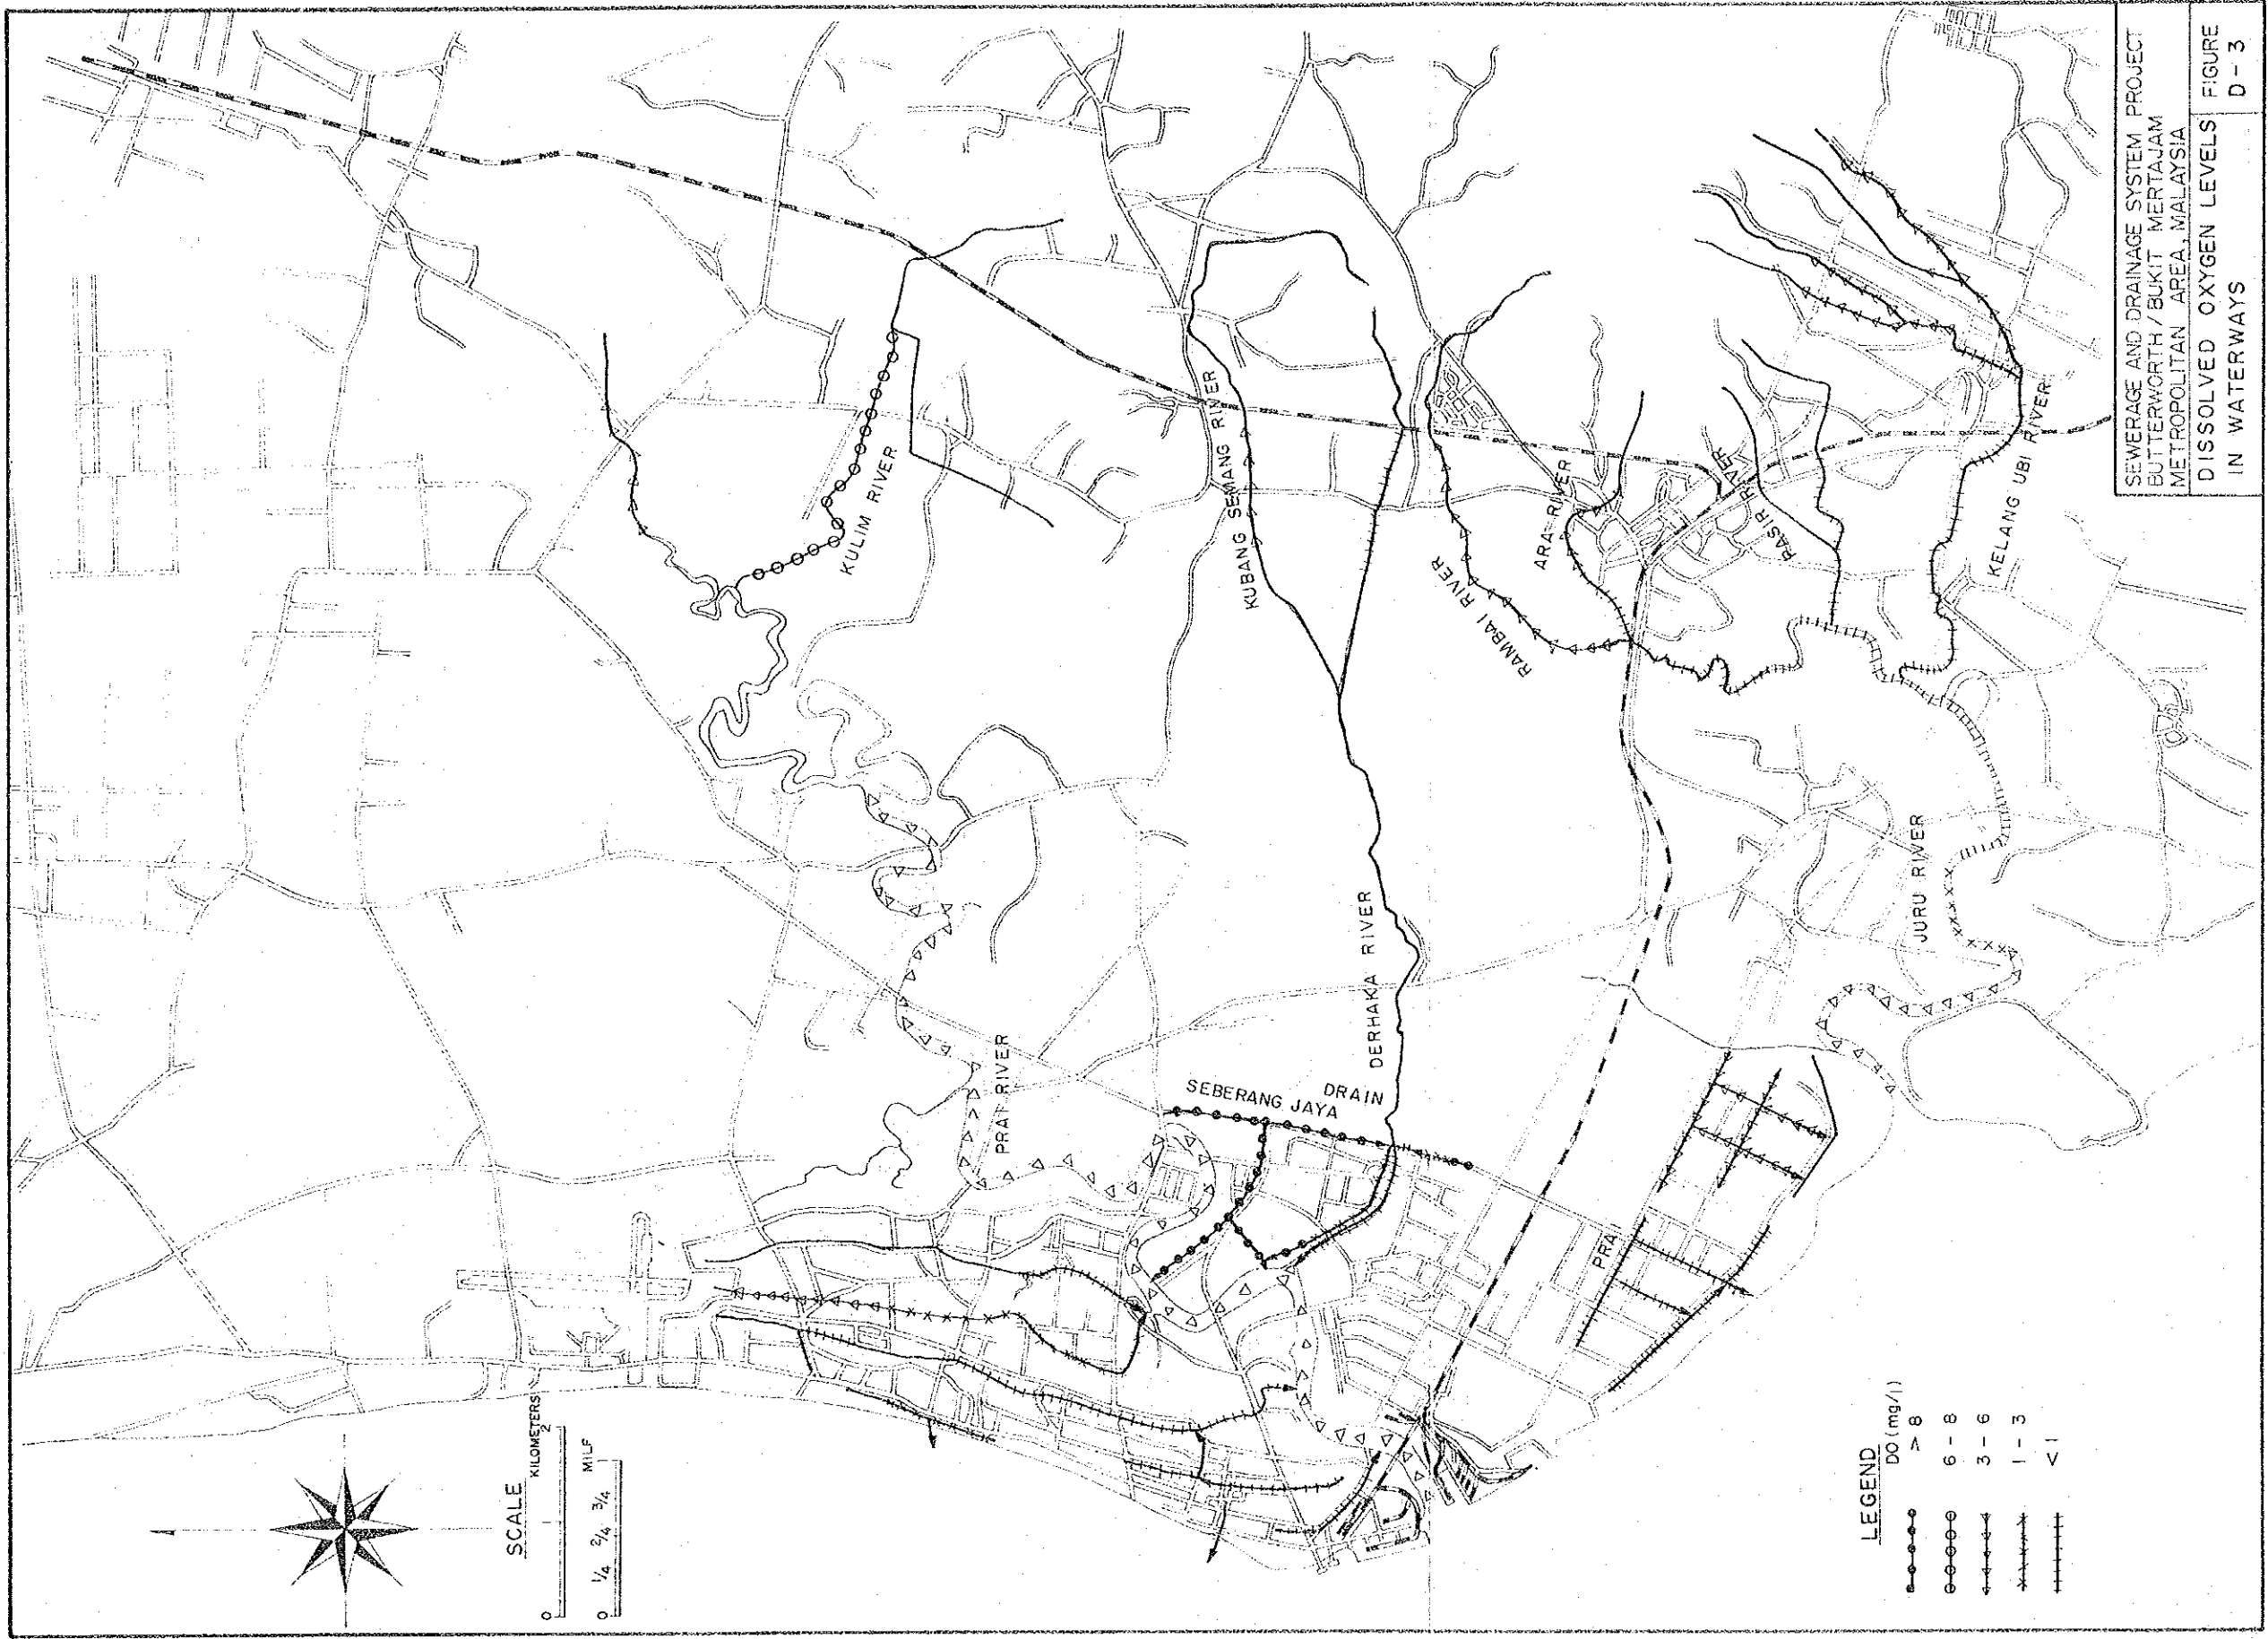 SEWERAGE AND DRAINAGE SYSTEM PROJECT
BUTTERWORTH / BUKIT MERTAJAM
METROPOLITAN AREA, MALAYSIA
DISSOLVED OXYGEN LEVELS
IN WATERWAYS
FIGURE
D - 3
KULIM RIVER
KUBANG SEMANG RIVER
RAMBAI RIVER
ARA RIVER
PASIR RIVER
KELANG UBI RIVER
JURU RIVER
DERHAKA RIVER
PRAI RIVER
SEBERANG JAYA
DRAIN
PRAI
SCALE
KILOMETERS
0 1 2
MILE
0 1/4 2/4 3/4 1
LEGEND
DO (mg/l)
> 8
6 - 8
3 - 6
1 - 3
< 1